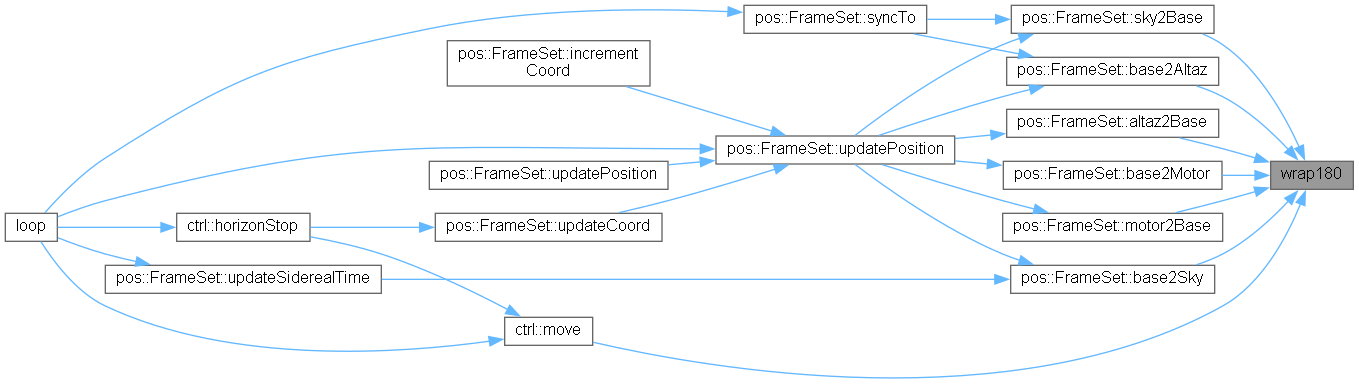 pos::FrameSet::syncTo
pos::FrameSet::sky2Base
pos::FrameSet::increment
Coord
pos::FrameSet::base2Altaz
pos::FrameSet::altaz2Base
pos::FrameSet::updatePosition
pos::FrameSet::updatePosition
pos::FrameSet::base2Motor
wrap180
loop
ctrl::horizonStop
pos::FrameSet::updateCoord
pos::FrameSet::motor2Base
pos::FrameSet::updateSiderealTime
pos::FrameSet::base2Sky
ctrl::move